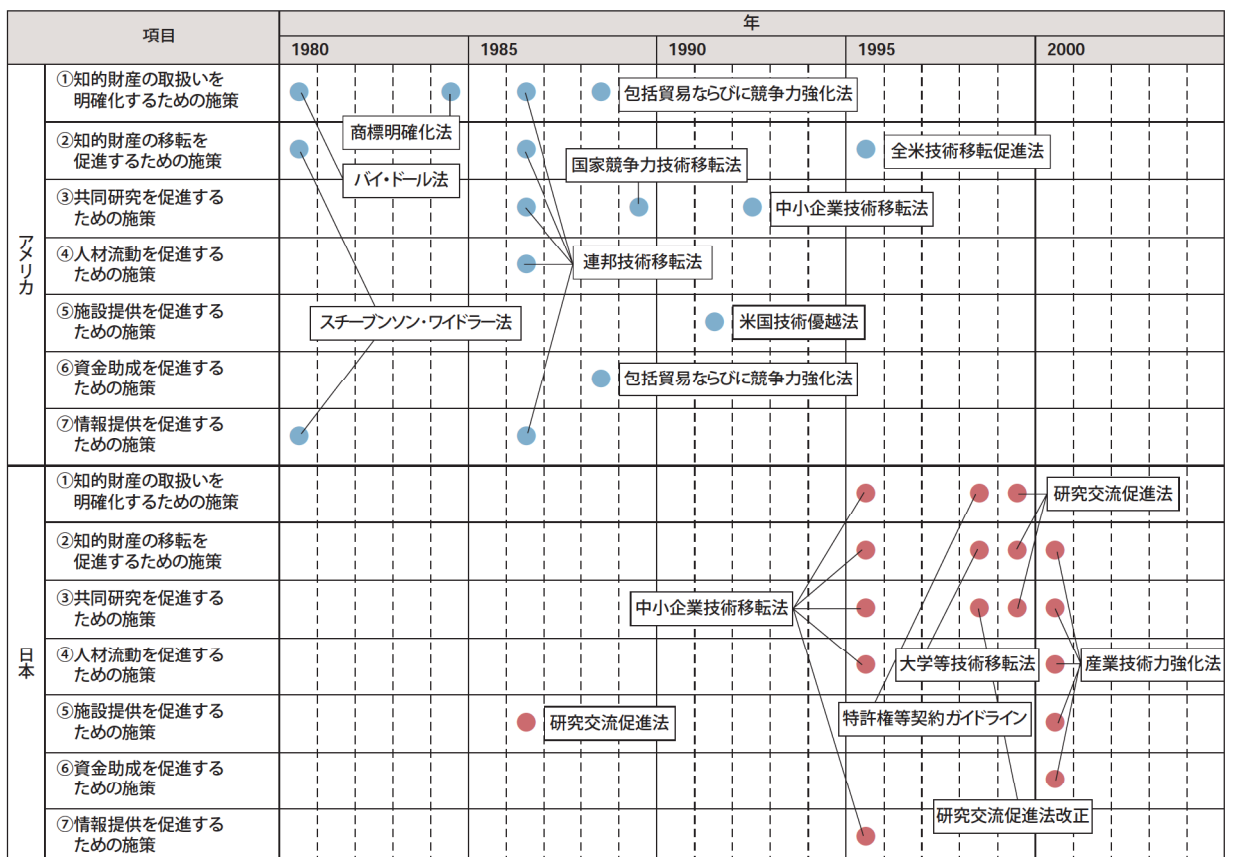 項目
年
1980
1985
1990
1995
2000
アメリカ
①知的財産の取扱いを
明確化するための施策
包括貿易ならびに競争力強化法
商標明確化法
②知的財産の移転を
促進するための施策
全米技術移転促進法
国家競争力技術移転法
バイ・ドール法
③共同研究を促進する
ための施策
中小企業技術移転法
④人材流動を促進する
ための施策
連邦技術移転法
⑤施設提供を促進する
ための施策
スチーブンソン・ワイドラー法
米国技術優越法
⑥資金助成を促進する
ための施策
包括貿易ならびに競争力強化法
⑦情報提供を促進する
ための施策
日本
①知的財産の取扱いを
明確化するための施策
研究交流促進法
②知的財産の移転を
促進するための施策
③共同研究を促進する
ための施策
中小企業技術移転法
④人材流動を促進する
ための施策
大学等技術移転法
産業技術力強化法
⑤施設提供を促進する
ための施策
研究交流促進法
特許権等契約ガイドライン
⑥資金助成を促進する
ための施策
研究交流促進法改正
⑦情報提供を促進する
ための施策